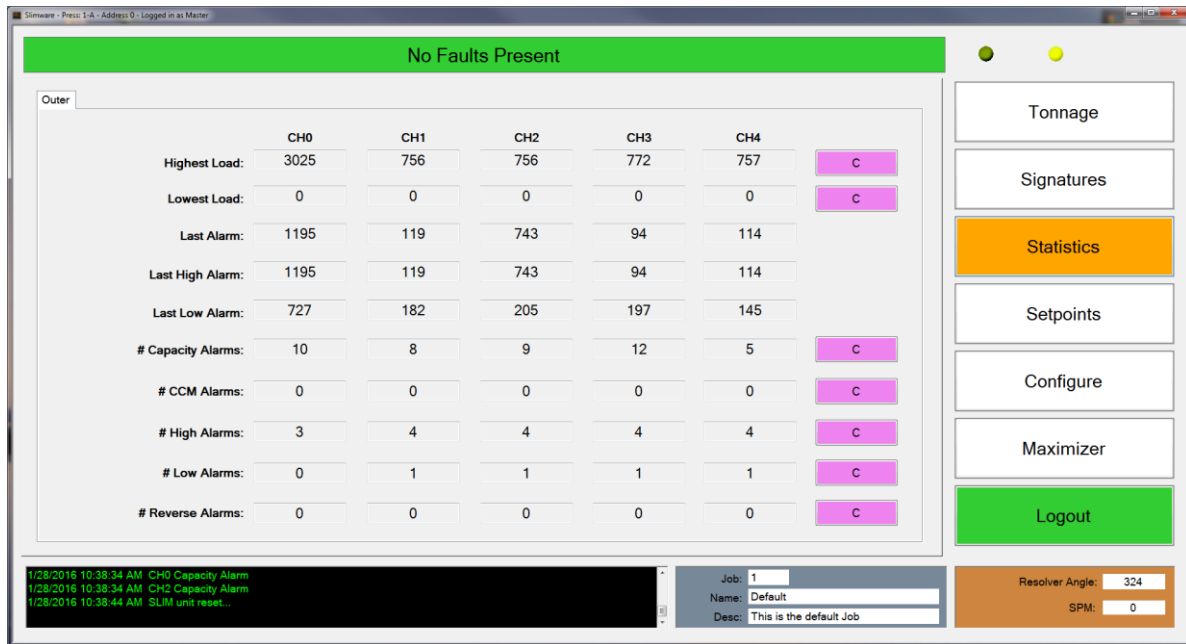 Slimware - Press: 1-A - Address 0 - Logged in as Master
No Faults Present
Outer
CH0 CH1 CH2 CH3 CH4
Highest Load: 3025 756 756 772 757 C
Lowest Load: 0 0 0 0 0 C
Last Alarm: 1195 119 743 94 114
Last High Alarm: 1195 119 743 94 114
Last Low Alarm: 727 182 205 197 145
# Capacity Alarms: 10 8 9 12 5 C
# CCM Alarms: 0 0 0 0 0 C
# High Alarms: 3 4 4 4 4 C
# Low Alarms: 0 1 1 1 1 C
# Reverse Alarms: 0 0 0 0 0 C
Tonnage
Signatures
Statistics
Setpoints
Configure
Maximizer
Logout
1/28/2016 10:38:34 AM CH0 Capacity Alarm
1/28/2016 10:38:34 AM CH2 Capacity Alarm
1/28/2016 10:38:44 AM SLIM unit reset...
Job: 1
Name: Default
Desc: This is the default Job
Resolver Angle: 324
SPM: 0